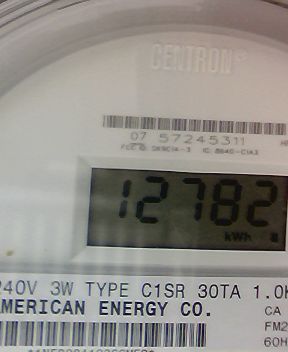 CENTRON®
07 57245311
12782
kWh
240V 3W TYPE C1SR 30TA 1.0K
AMERICAN ENERGY CO.
CA
FM2
60H